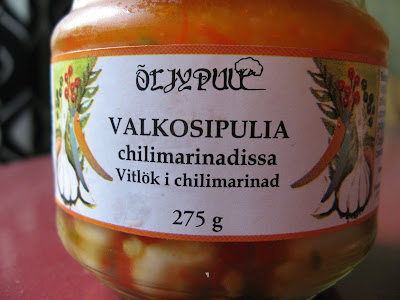 ÕLJYPUU
VALKOSIPULIA
chilimarinadissa
Vitlök i chilimarinad
275 g